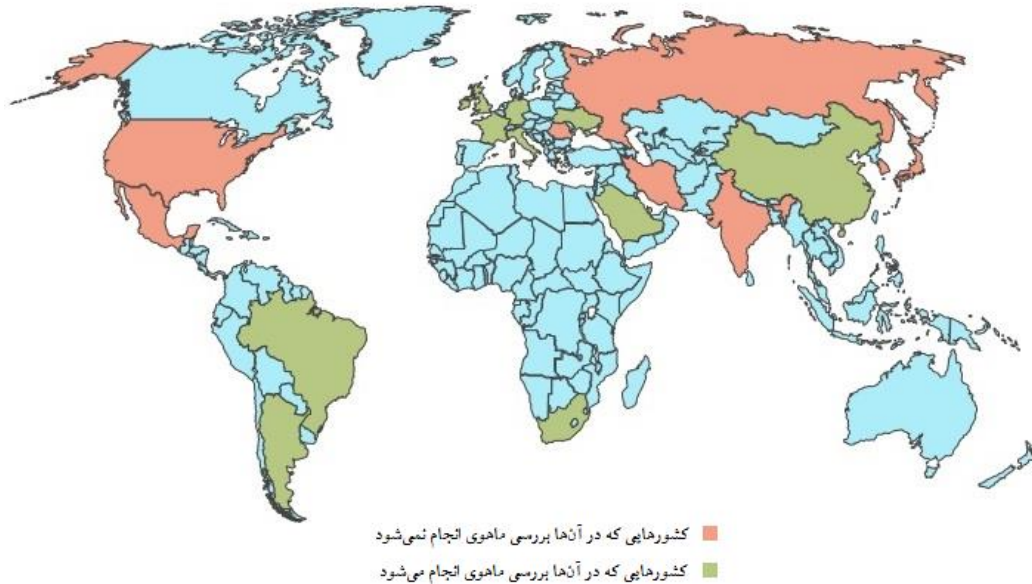 کشورهایی که در آن‌ها بررسی ماهوی انجام نمی‌شود
کشورهایی که در آن‌ها بررسی ماهوی انجام می‌شود